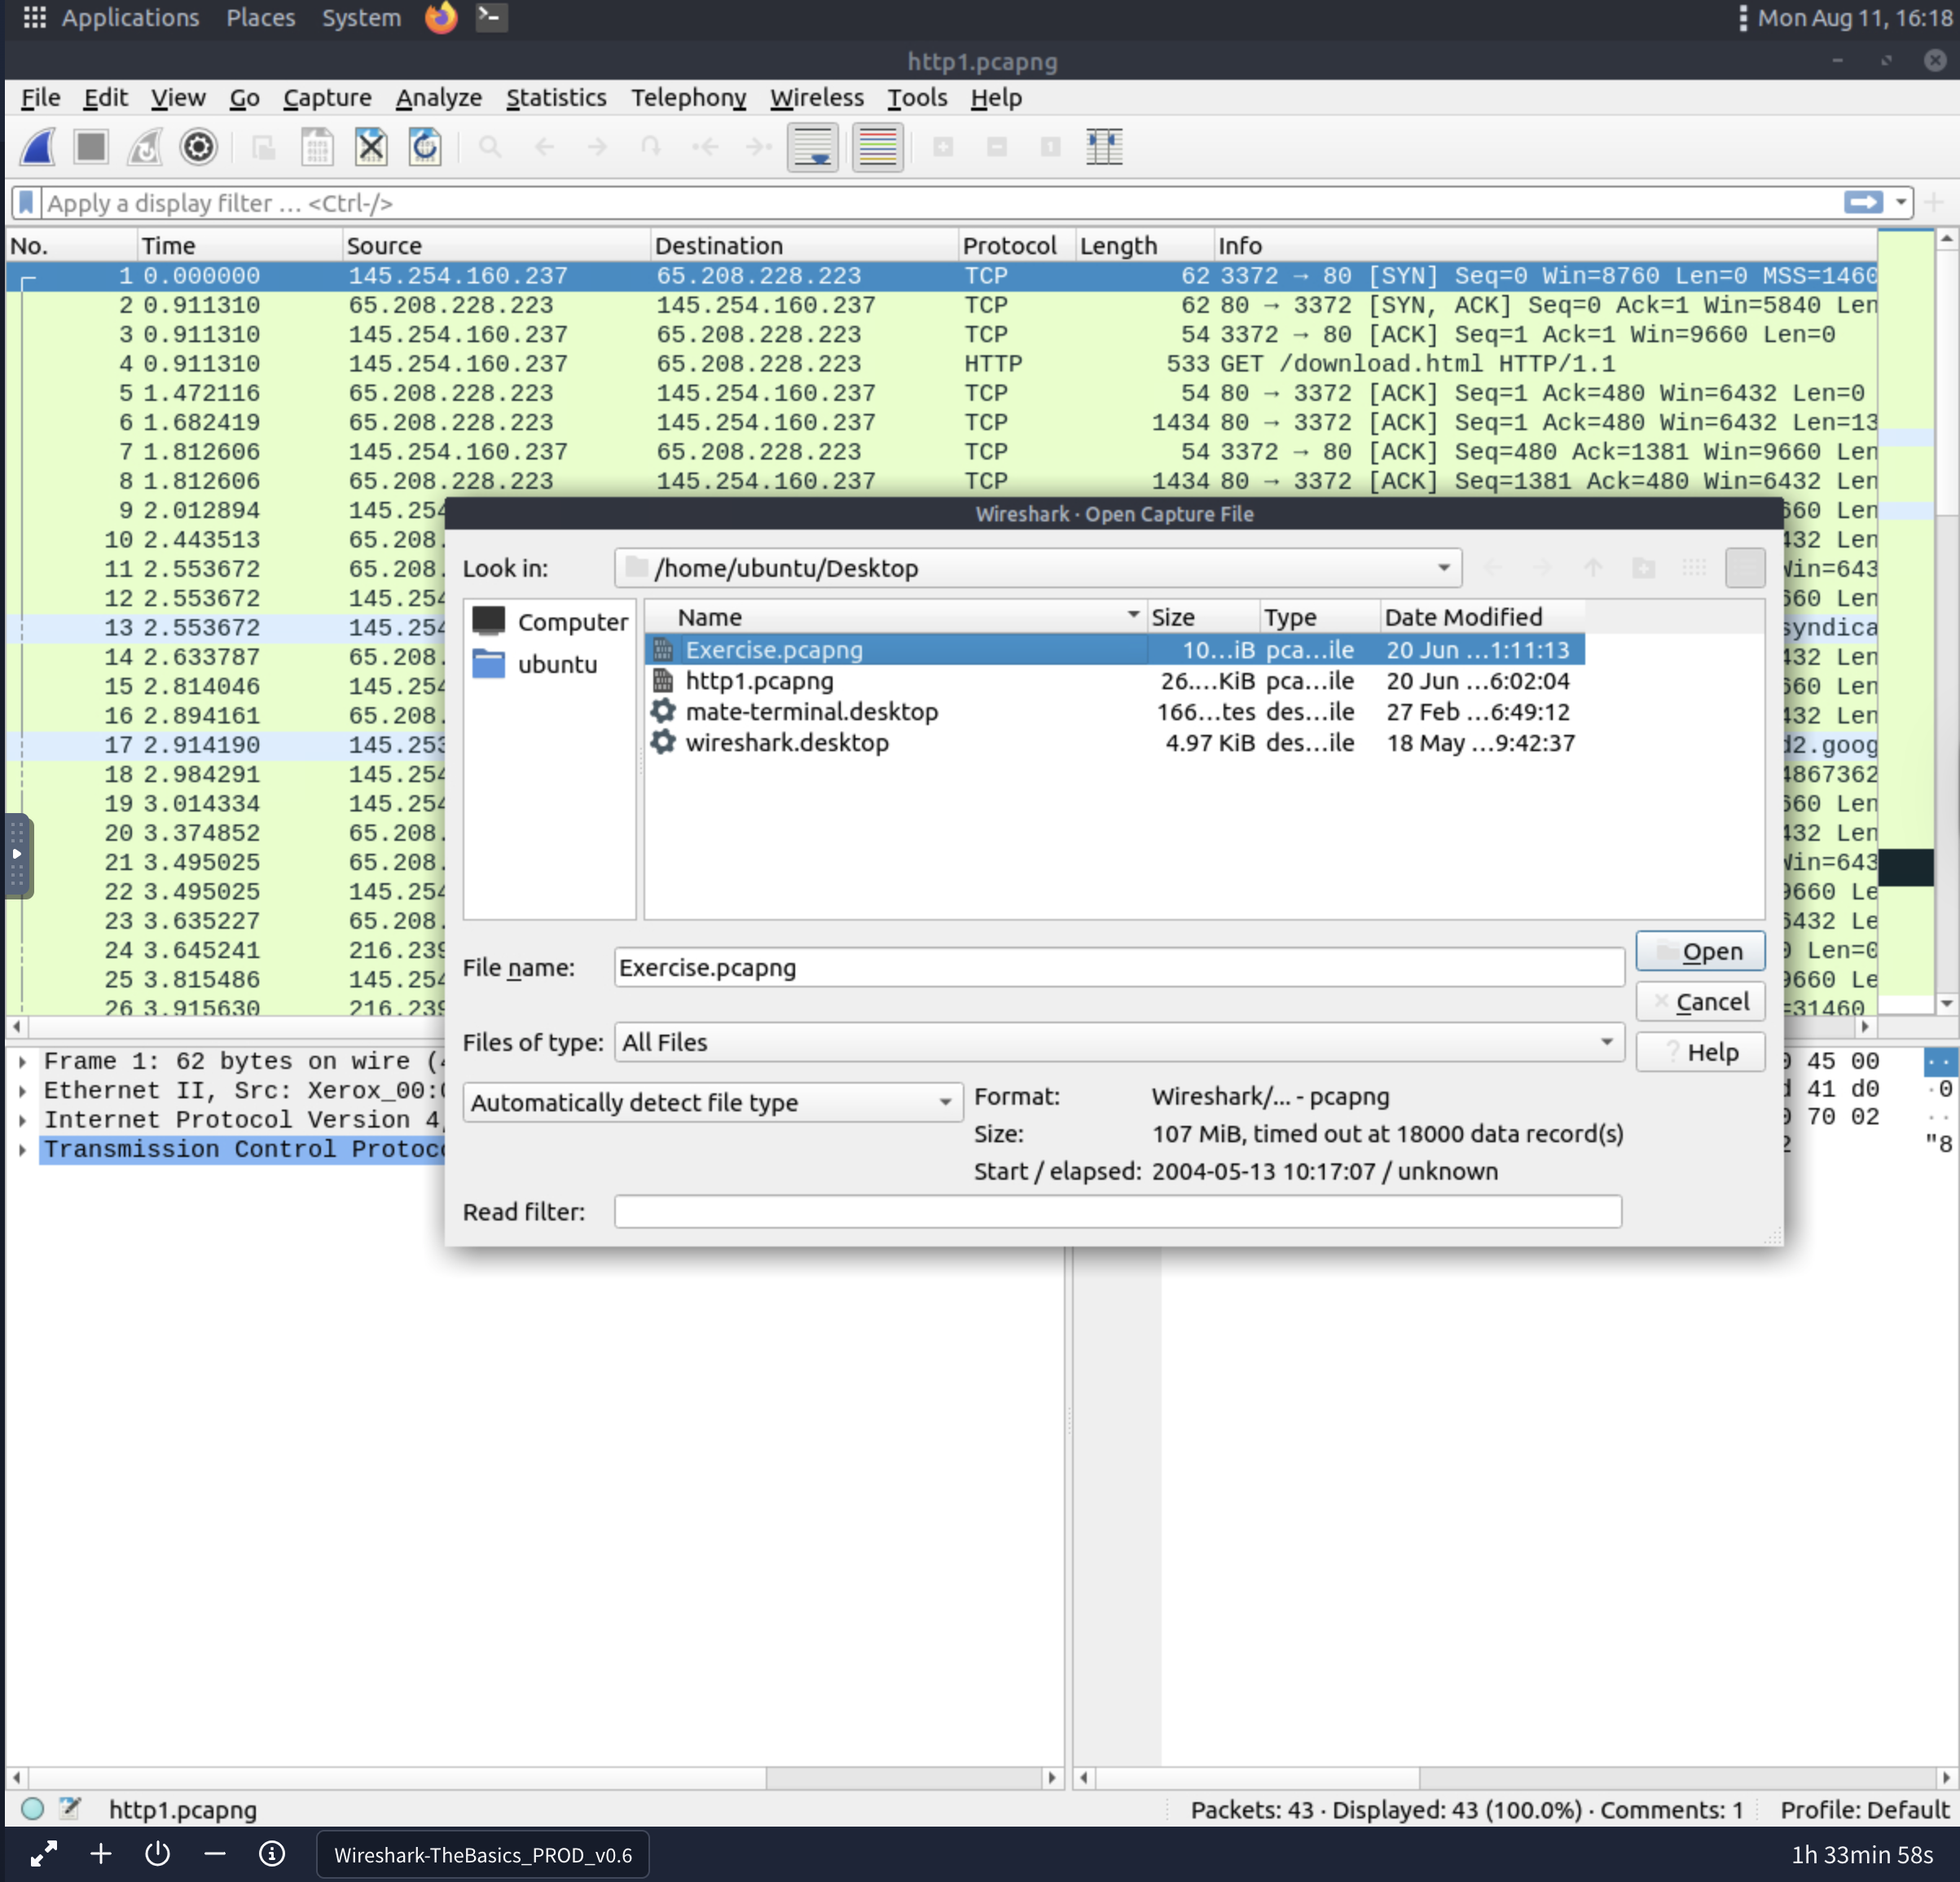 Applications Places System Mon Aug 11, 16:18
http1.pcapng
File Edit View Go Capture Analyze Statistics Telephony Wireless Tools Help
Apply a display filter … <Ctrl-/>
No. Time Source Destination Protocol Length Info
1 0.000000 145.254.160.237 65.208.228.223 TCP 62 3372 → 80 [SYN] Seq=0 Win=8760 Len=0 MSS=1460
2 0.911310 65.208.228.223 145.254.160.237 TCP 62 80 → 3372 [SYN, ACK] Seq=0 Ack=1 Win=5840 Len
3 0.911310 145.254.160.237 65.208.228.223 TCP 54 3372 → 80 [ACK] Seq=1 Ack=1 Win=9660 Len=0
4 0.911310 145.254.160.237 65.208.228.223 HTTP 533 GET /download.html HTTP/1.1
5 1.472116 65.208.228.223 145.254.160.237 TCP 54 80 → 3372 [ACK] Seq=1 Ack=480 Win=6432 Len=0
6 1.682419 65.208.228.223 145.254.160.237 TCP 1434 80 → 3372 [ACK] Seq=1 Ack=480 Win=6432 Len=13
7 1.812606 145.254.160.237 65.208.228.223 TCP 54 3372 → 80 [ACK] Seq=480 Ack=1381 Win=9660 Len
8 1.812606 65.208.228.223 145.254.160.237 TCP 1434 80 → 3372 [ACK] Seq=1381 Ack=480 Win=6432 Len
9 2.012894 145.254 660 Len
10 2.443513 65.208. 432 Len
11 2.553672 65.208. Win=643
12 2.553672 145.254 660 Len
13 2.553672 145.254 syndica
14 2.633787 65.208. 432 Len
15 2.814046 145.254 660 Len
16 2.894161 65.208. 432 Len
17 2.914190 145.253 d2.goog
18 2.984291 145.254 4867362
19 3.014334 145.254 660 Len
20 3.374852 65.208. 432 Len
21 3.495025 65.208. Win=643
22 3.495025 145.254 9660 Le
23 3.635227 65.208. 6432 Le
24 3.645241 216.239 Len=0
25 3.815486 145.254 9660 Le
26 3.915630 216.239 =31460
Wireshark · Open Capture File
Look in: /home/ubuntu/Desktop
Computer
ubuntu
Name Size Type Date Modified
Exercise.pcapng 10…iB pca…ile 20 Jun …1:11:13
http1.pcapng 26.…KiB pca…ile 20 Jun …6:02:04
mate-terminal.desktop 166…tes des…ile 27 Feb …6:49:12
wireshark.desktop 4.97 KiB des…ile 18 May …9:42:37
File name: Exercise.pcapng Open
Cancel
Files of type: All Files Help
Automatically detect file type
Format: Wireshark/... - pcapng
Size: 107 MiB, timed out at 18000 data record(s)
Start / elapsed: 2004-05-13 10:17:07 / unknown
Read filter:
Frame 1: 62 bytes on wire (
Ethernet II, Src: Xerox_00:
Internet Protocol Version 4,
Transmission Control Protoc
45 00 ··
41 d0 ·0
70 02 ··
"8
http1.pcapng Packets: 43 · Displayed: 43 (100.0%) · Comments: 1 Profile: Default
Wireshark-TheBasics_PROD_v0.6 1h 33min 58s